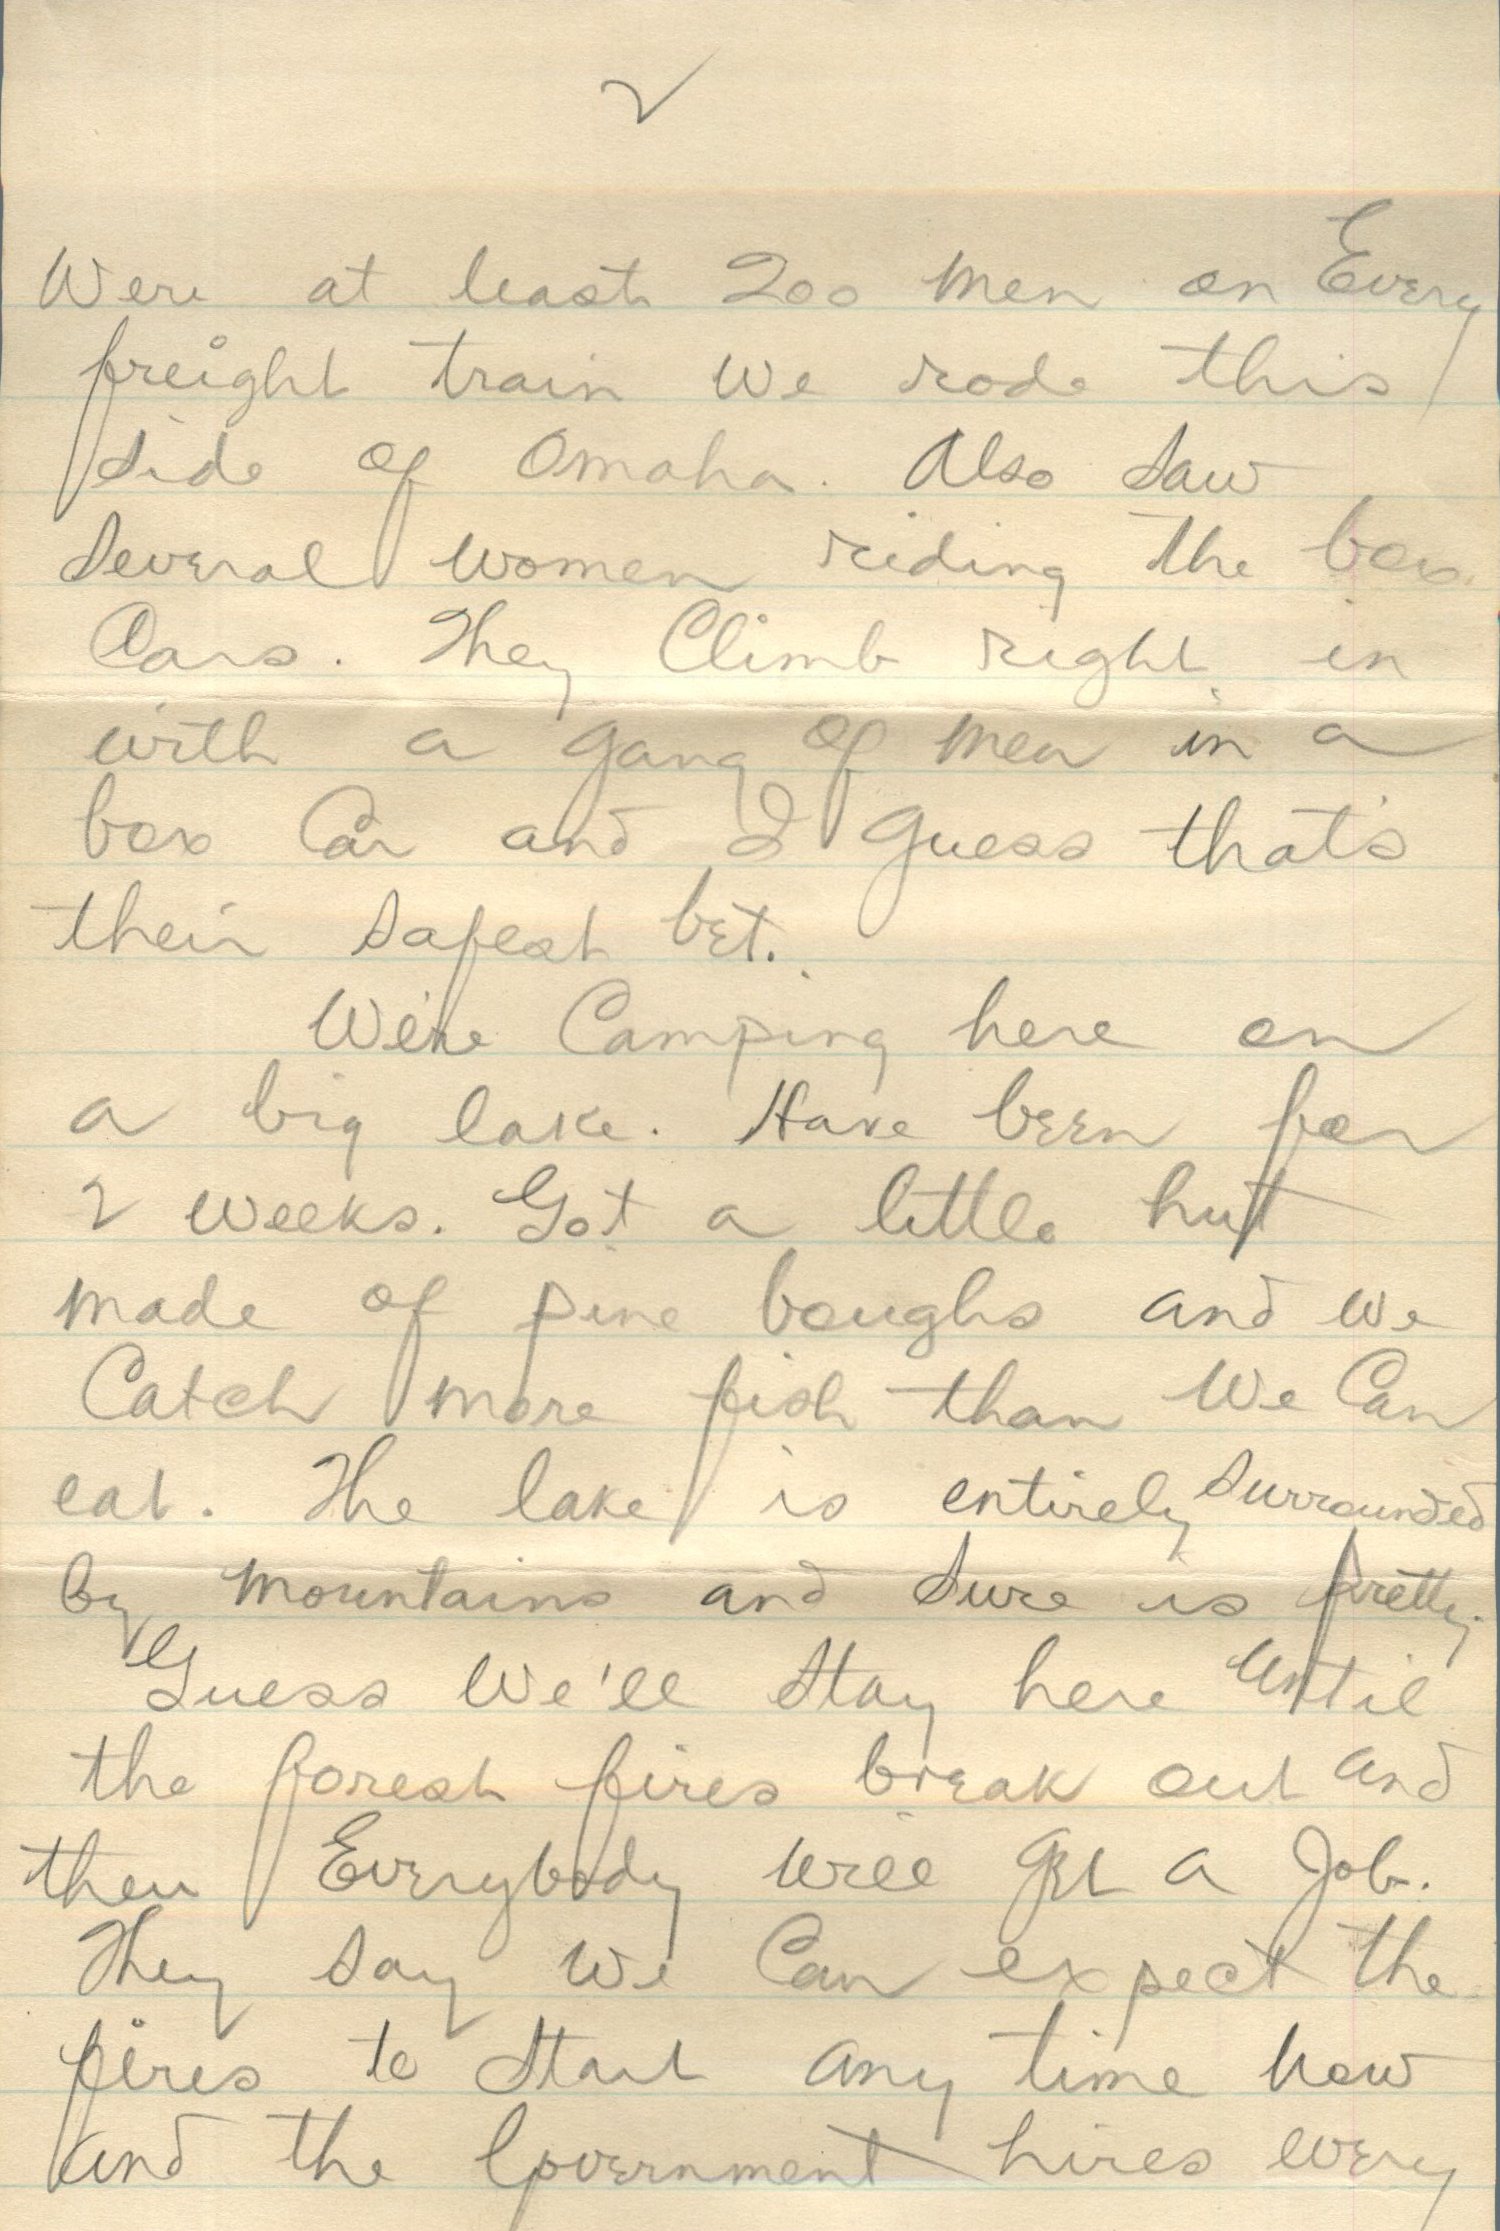 2
Were at least 200 men on Every
freight train we rode this
side of Omaha. Also saw
several women riding the box
Cars. They Climb right in
with a gang of men in a
box Car and I guess that's
their safest bet.
We're Camping here on
a big lake. Have been for
2 weeks. Got a little hut
made of pine boughs and we
Catch more fish than we Can
eat. The lake is entirely surrounded
by mountains and sure is pretty.
Guess we'll stay here until
the forest fires break out and
then Everybody will get a Job.
They say we Can expect the
fires to start any time now
and the Government hires every